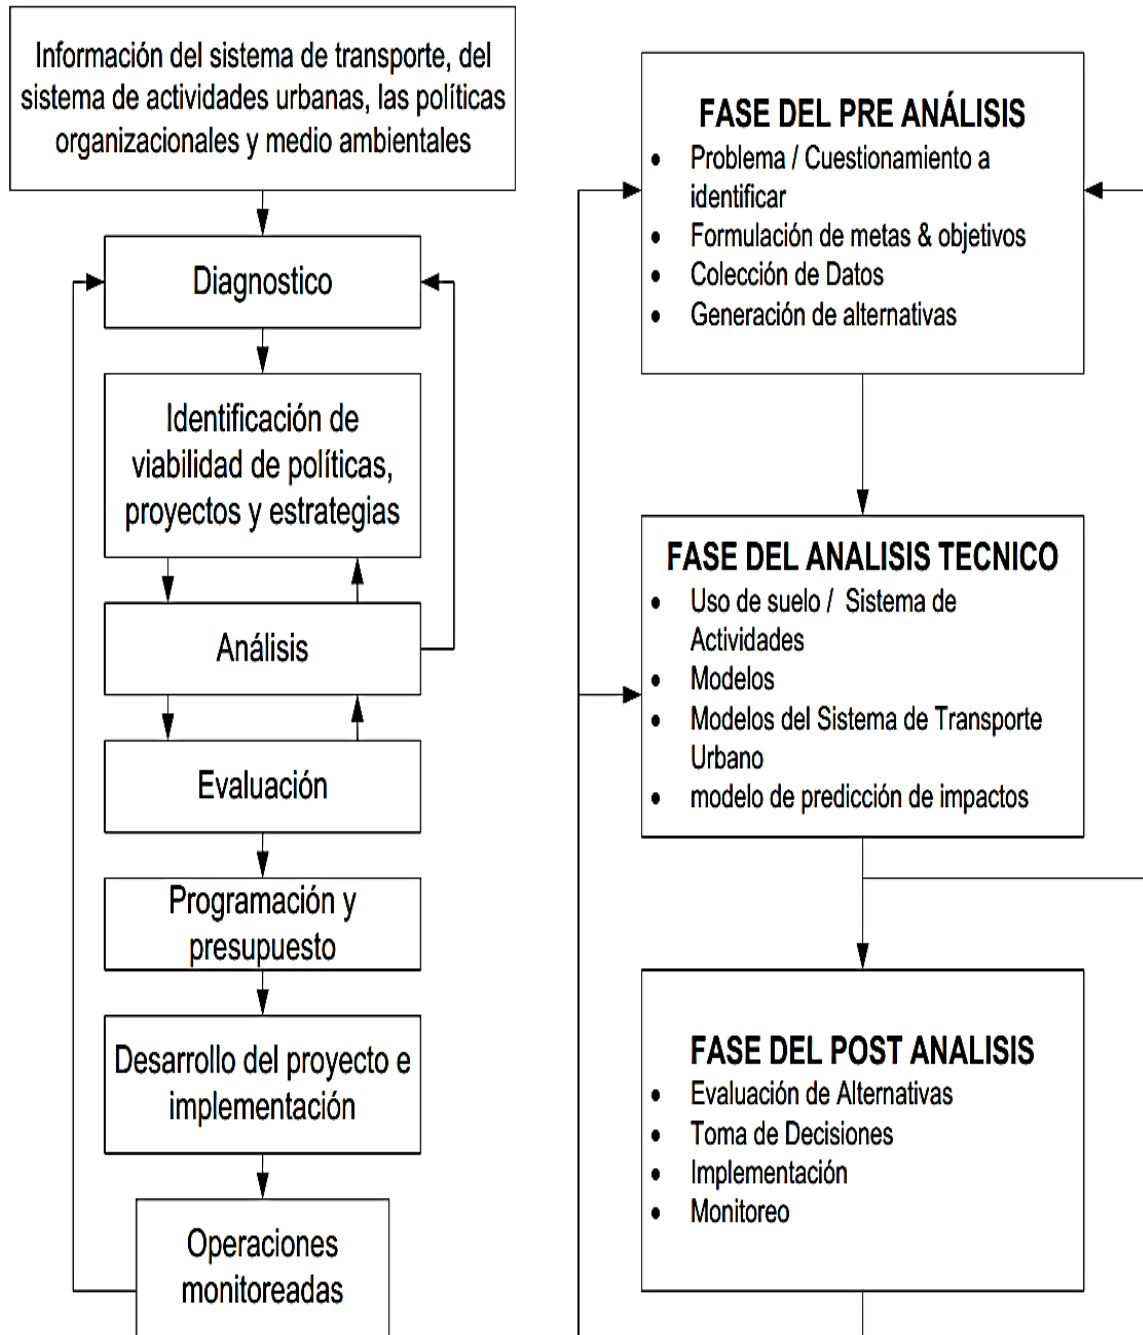 Información del sistema de transporte, del
sistema de actividades urbanas, las políticas
organizacionales y medio ambientales
Diagnostico
Identificación de
viabilidad de políticas,
proyectos y estrategias
Análisis
Evaluación
Programación y
presupuesto
Desarrollo del proyecto e
implementación
Operaciones
monitoreadas
FASE DEL PRE ANÁLISIS
• Problema / Cuestionamiento a
identificar
• Formulación de metas & objetivos
• Colección de Datos
• Generación de alternativas
FASE DEL ANALISIS TECNICO
• Uso de suelo / Sistema de
Actividades
• Modelos
• Modelos del Sistema de Transporte
Urbano
• modelo de predicción de impactos
FASE DEL POST ANALISIS
• Evaluación de Alternativas
• Toma de Decisiones
• Implementación
• Monitoreo